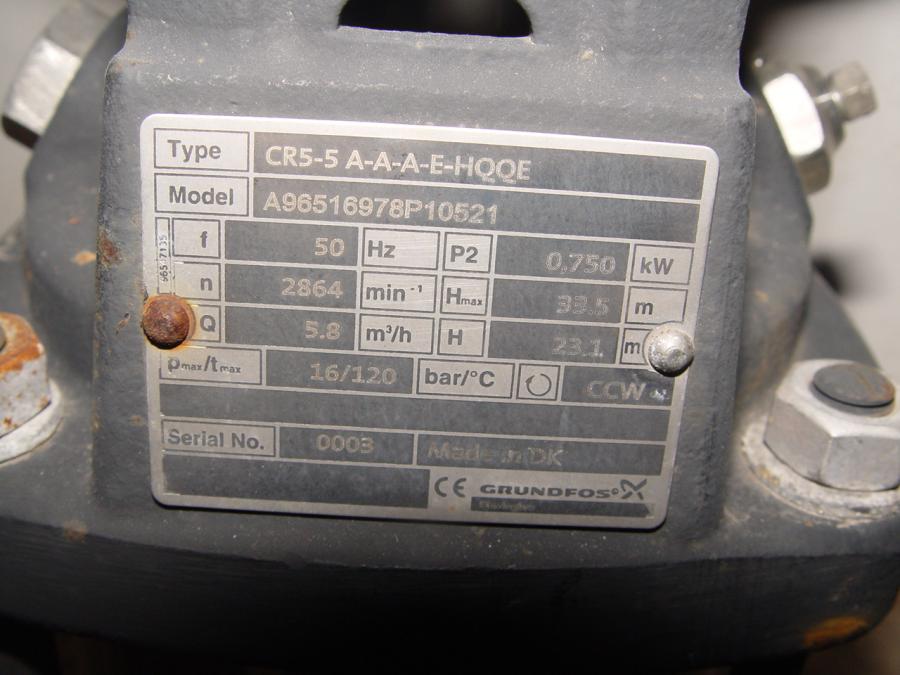 Type CR5-5 A-A-A-E-HQQE
Model A96516978P10521
f 50 Hz P2 0,750 kW
n 2864 min⁻¹ Hmax 33.5 m
Q 5.8 m³/h H 23.1 m
pmax/tmax 16/120 bar/°C CCW
Serial No. 0003 Made in DK
CE GRUNDFOS